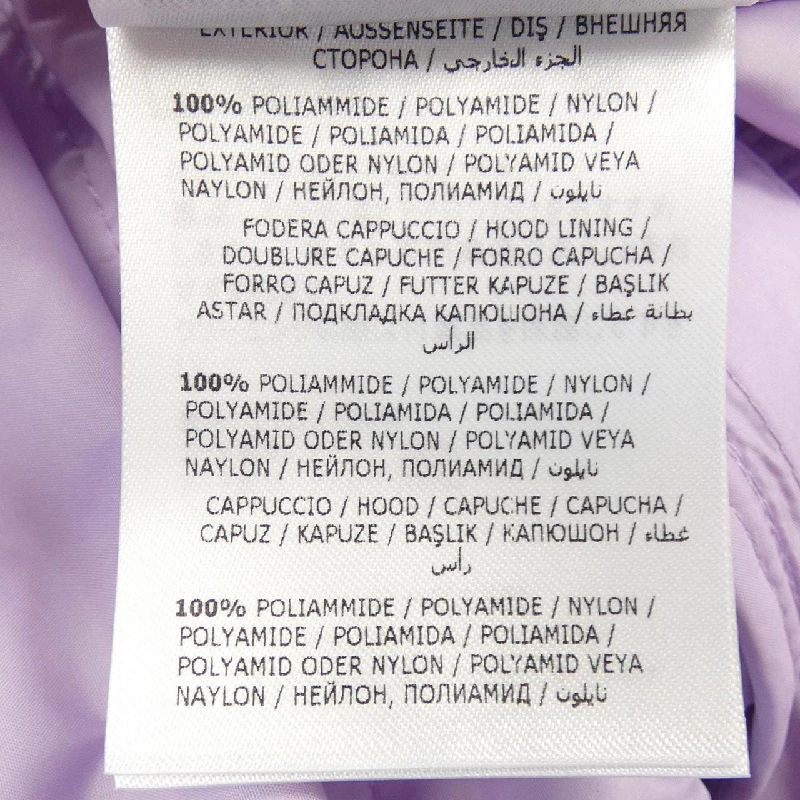 EXTERIOR / AUSSENSEITE / DIŞ / ВНЕШНЯЯ
СТОРОНА / الجزء الخارجي
100% POLIAMMIDE / POLYAMIDE / NYLON /
POLYAMIDE / POLIAMIDA / POLIAMIDA /
POLYAMID ODER NYLON / POLYAMID VEYA
NAYLON / НЕЙЛОН, ПОЛИАМИД / نايلون
FODERA CAPPUCCIO / HOOD LINING /
DOUBLURE CAPUCHE / FORRO CAPUCHA /
FORRO CAPUZ / FUTTER KAPUZE / BAŞLIK
ASTAR / ПОДКЛАДКА КАПЮШОНА / بطانة غطاء
الرأس
100% POLIAMMIDE / POLYAMIDE / NYLON /
POLYAMIDE / POLIAMIDA / POLIAMIDA /
POLYAMID ODER NYLON / POLYAMID VEYA
NAYLON / НЕЙЛОН, ПОЛИАМИД / نايلون
CAPPUCCIO / HOOD / CAPUCHE / CAPUCHA /
CAPUZ / KAPUZE / BAŞLIK / КАПЮШОН / غطاء
رأس
100% POLIAMMIDE / POLYAMIDE / NYLON /
POLYAMIDE / POLIAMIDA / POLIAMIDA /
POLYAMID ODER NYLON / POLYAMID VEYA
NAYLON / НЕЙЛОН, ПОЛИАМИД / نايلون